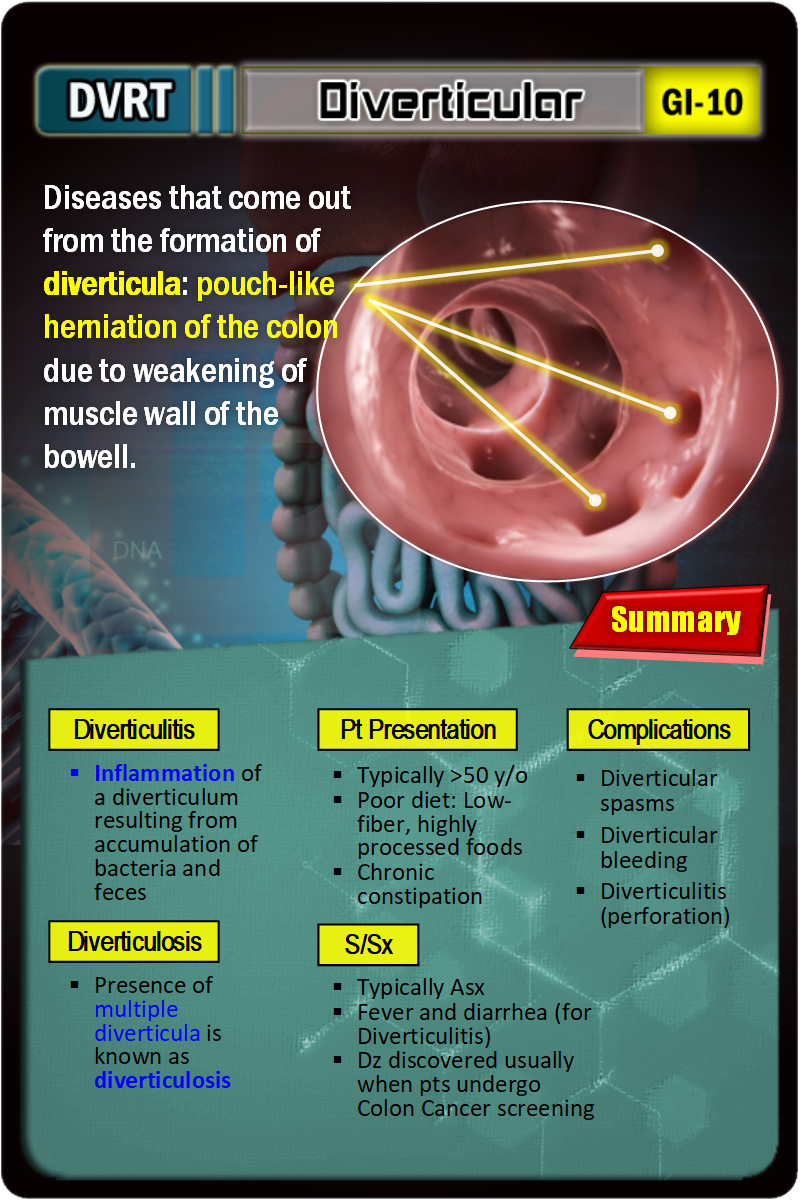 DVRT
Diverticular
GI-10
Diseases that come out
from the formation of
diverticula: pouch-like
herniation of the colon
due to weakening of
muscle wall of the
bowell.
DNA
Summary
Diverticulitis
▪ Inflammation of
a diverticulum
resulting from
accumulation of
bacteria and
feces
Diverticulosis
▪ Presence of
multiple
diverticula is
known as
diverticulosis
Pt Presentation
▪ Typically >50 y/o
▪ Poor diet: Low-
fiber, highly
processed foods
▪ Chronic
constipation
S/Sx
▪ Typically Asx
▪ Fever and diarrhea (for
Diverticulitis)
▪ Dz discovered usually
when pts undergo
Colon Cancer screening
Complications
▪ Diverticular
spasms
▪ Diverticular
bleeding
▪ Diverticulitis
(perforation)